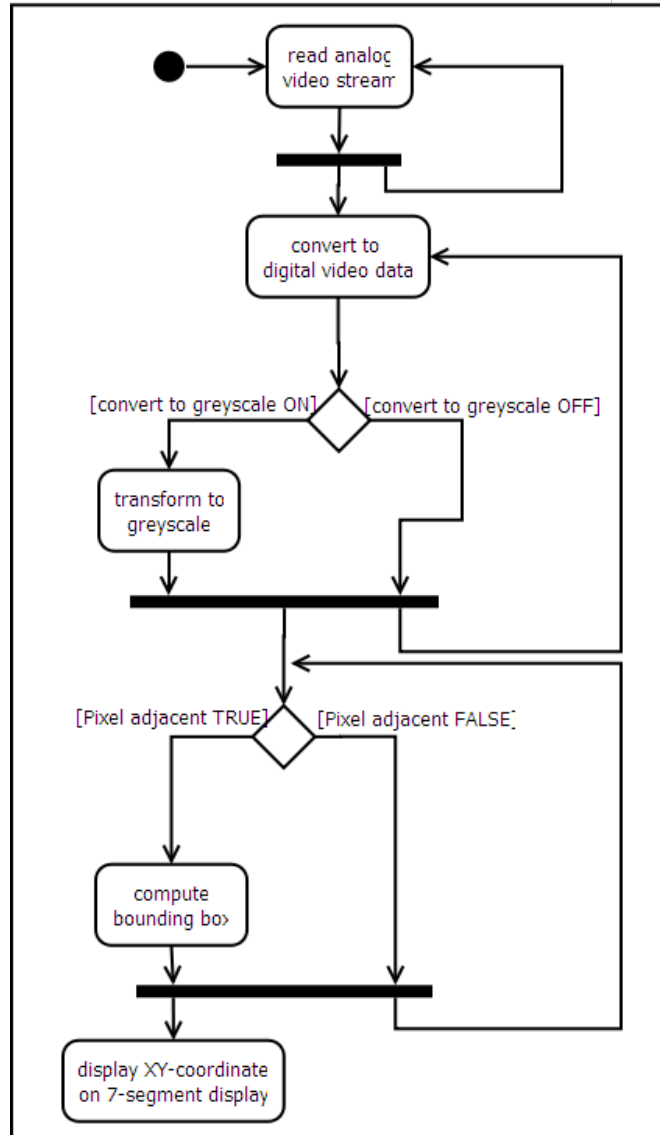 read analog
video stream
convert to
digital video data
[convert to greyscale ON]
[convert to greyscale OFF]
transform to
greyscale
[Pixel adjacent TRUE]
[Pixel adjacent FALSE]
compute
bounding box
display XY-coordinate
on 7-segment display